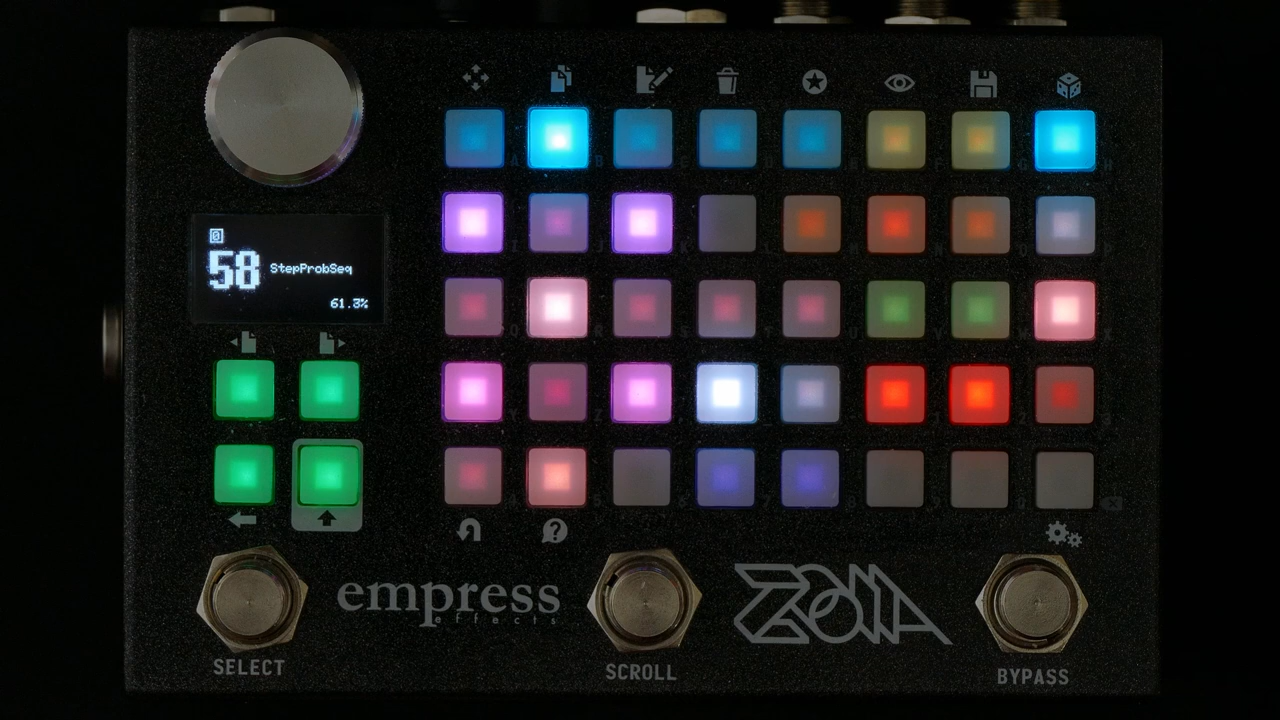 0
58 StepProbSeq
61.3%
empress
effects
ZOIA
SELECT
SCROLL
BYPASS